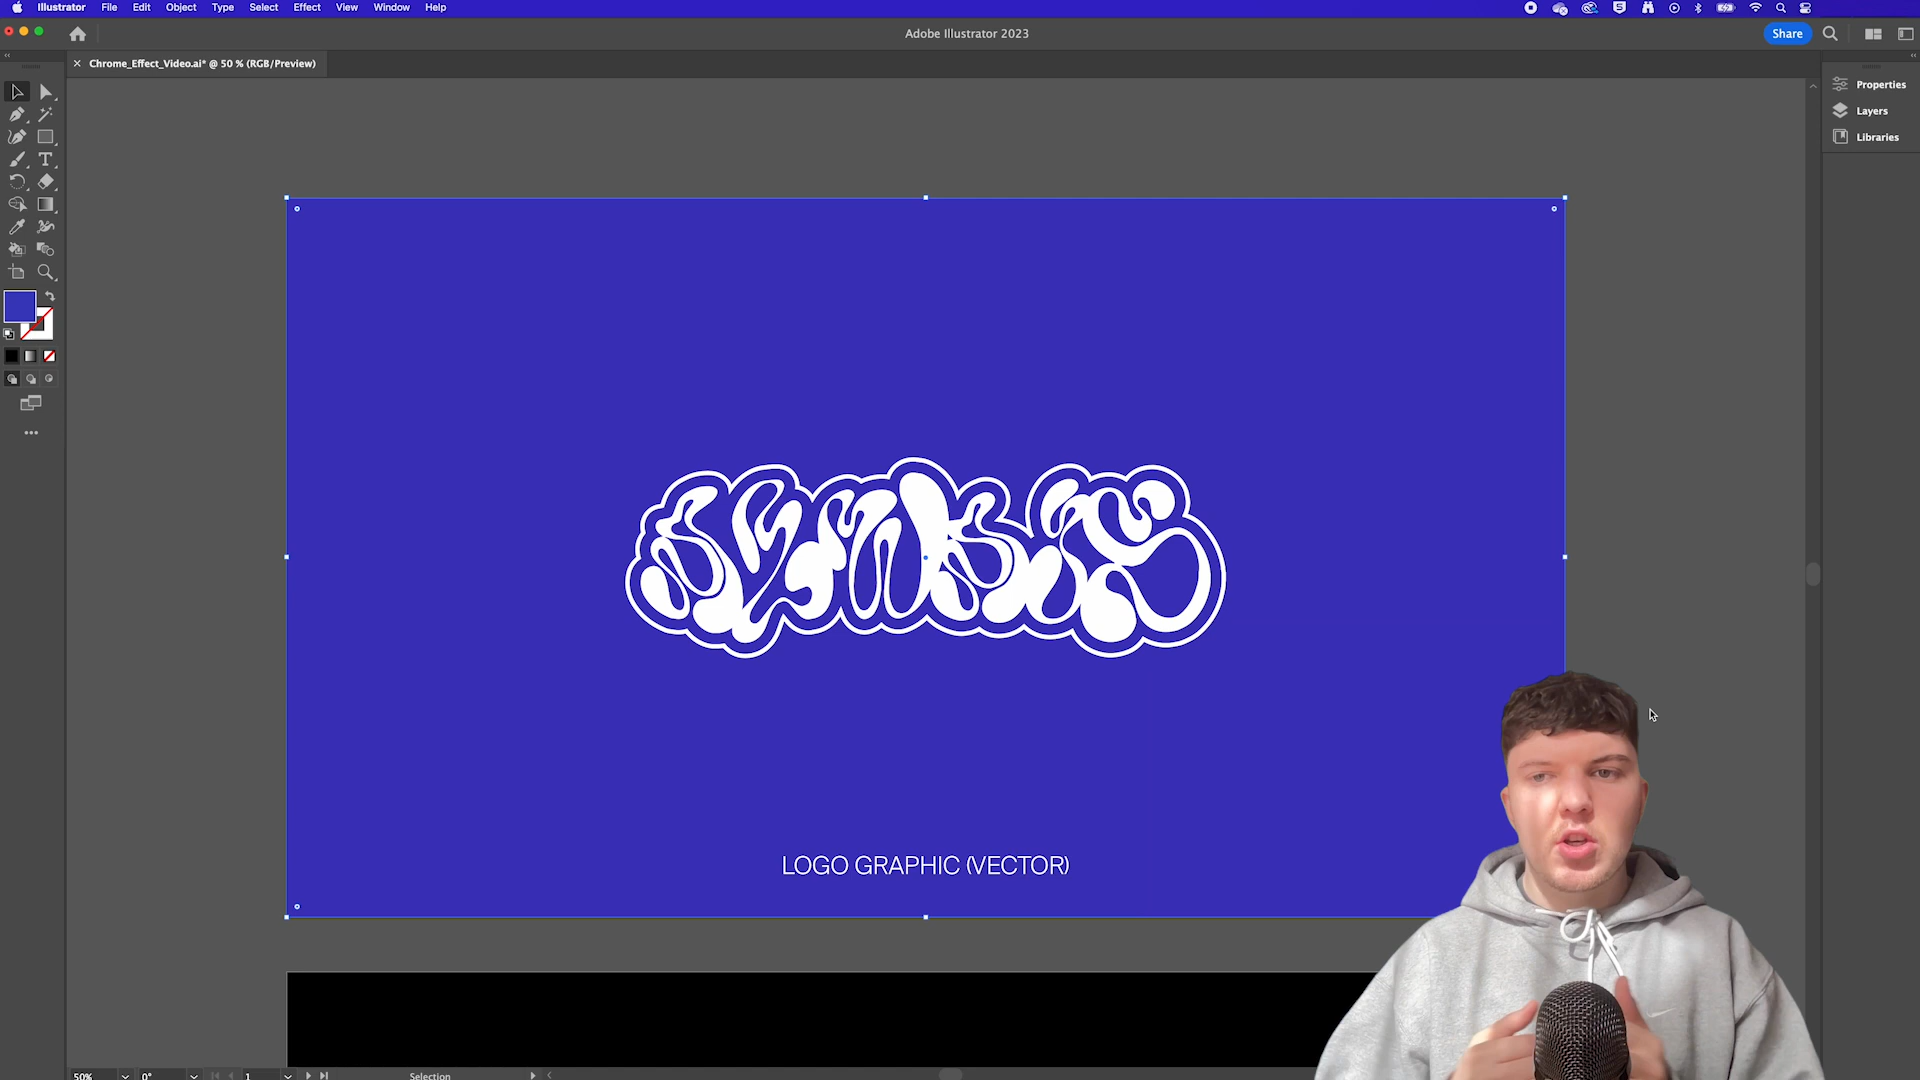 Illustrator File Edit Object Type Select Effect View Window Help
Adobe Illustrator 2023
Share
× Chrome_Effect_Video.ai* @ 50 % (RGB/Preview)
Properties
Layers
Libraries
LOGO GRAPHIC (VECTOR)
50% 0° 1 Selection